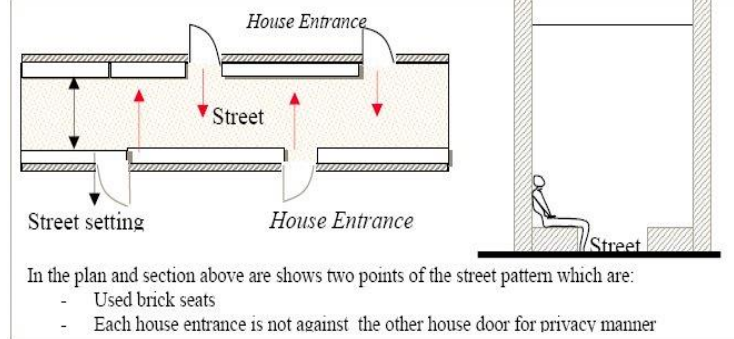 House Entrance
Street
Street setting
House Entrance
Street
In the plan and section above are shows two points of the street pattern which are:
- Used brick seats
- Each house entrance is not against the other house door for privacy manner